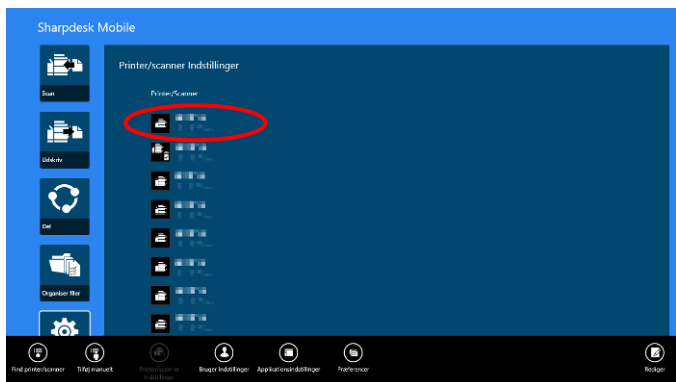 Sharpdesk Mobile
Printer/scanner Indstillinger
Scan
Printer/Scanner
Udskriv
Del
Organiser filer
Find printer/scanner
Tilføj manuelt
Printer/scanner
Indstillinger
Bruger Indstillinger
Applikationsindstillinger
Præferencer
Rediger